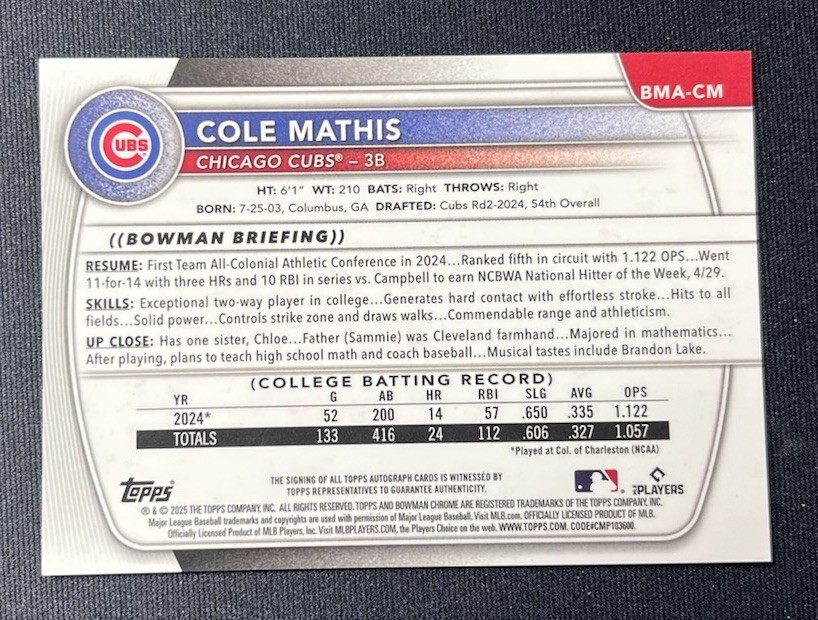 BMA-CM
CUBS
COLE MATHIS
CHICAGO CUBS® – 3B
HT: 6'1" WT: 210 BATS: Right THROWS: Right
BORN: 7-25-03, Columbus, GA DRAFTED: Cubs Rd2-2024, 54th Overall
((BOWMAN BRIEFING))
RESUME: First Team All-Colonial Athletic Conference in 2024...Ranked fifth in circuit with 1.122 OPS...Went
11-for-14 with three HRs and 10 RBI in series vs. Campbell to earn NCBWA National Hitter of the Week, 4/29.
SKILLS: Exceptional two-way player in college...Generates hard contact with effortless stroke...Hits to all
fields...Solid power...Controls strike zone and draws walks...Commendable range and athleticism.
UP CLOSE: Has one sister, Chloe...Father (Sammie) was Cleveland farmhand...Majored in mathematics...
After playing, plans to teach high school math and coach baseball...Musical tastes include Brandon Lake.
(COLLEGE BATTING RECORD)
YR G AB HR RBI SLG AVG OPS
2024* 52 200 14 57 .650 .335 1.122
TOTALS 133 416 24 112 .606 .327 1.057
*Played at Col. of Charleston (NCAA)
Topps®
THE SIGNING OF ALL TOPPS AUTOGRAPH CARDS IS WITNESSED BY
TOPPS REPRESENTATIVES TO GUARANTEE AUTHENTICITY.
MLB PLAYERS
® & © 2025 THE TOPPS COMPANY, INC. ALL RIGHTS RESERVED. TOPPS AND BOWMAN CHROME ARE REGISTERED TRADEMARKS OF THE TOPPS COMPANY, INC.
Major League Baseball trademarks and copyrights are used with permission of Major League Baseball. Visit MLB.com. OFFICIALLY LICENSED PRODUCT OF MLB.
Officially Licensed Product of MLB Players, Inc. Visit MLBPLAYERS.COM, the Players Choice on the web. WWW.TOPPS.COM. CODE#CMP103600.